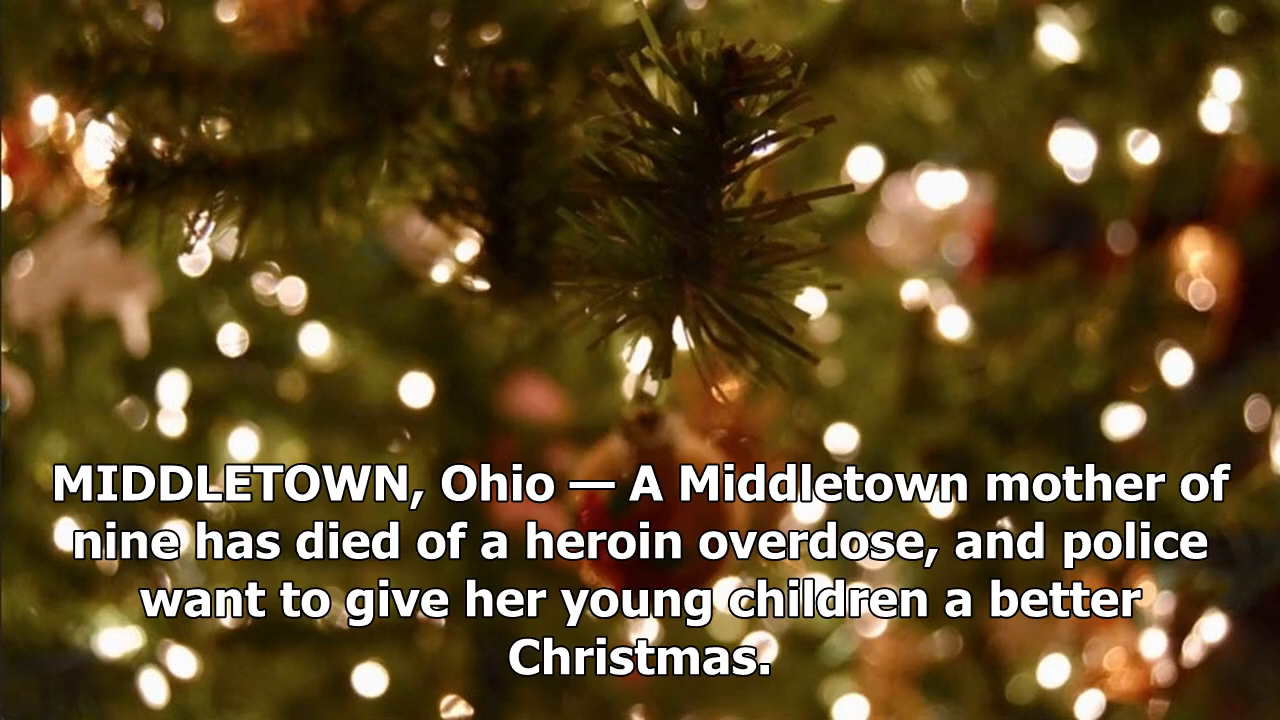 MIDDLETOWN, Ohio — A Middletown mother of
nine has died of a heroin overdose, and police
want to give her young children a better
Christmas.